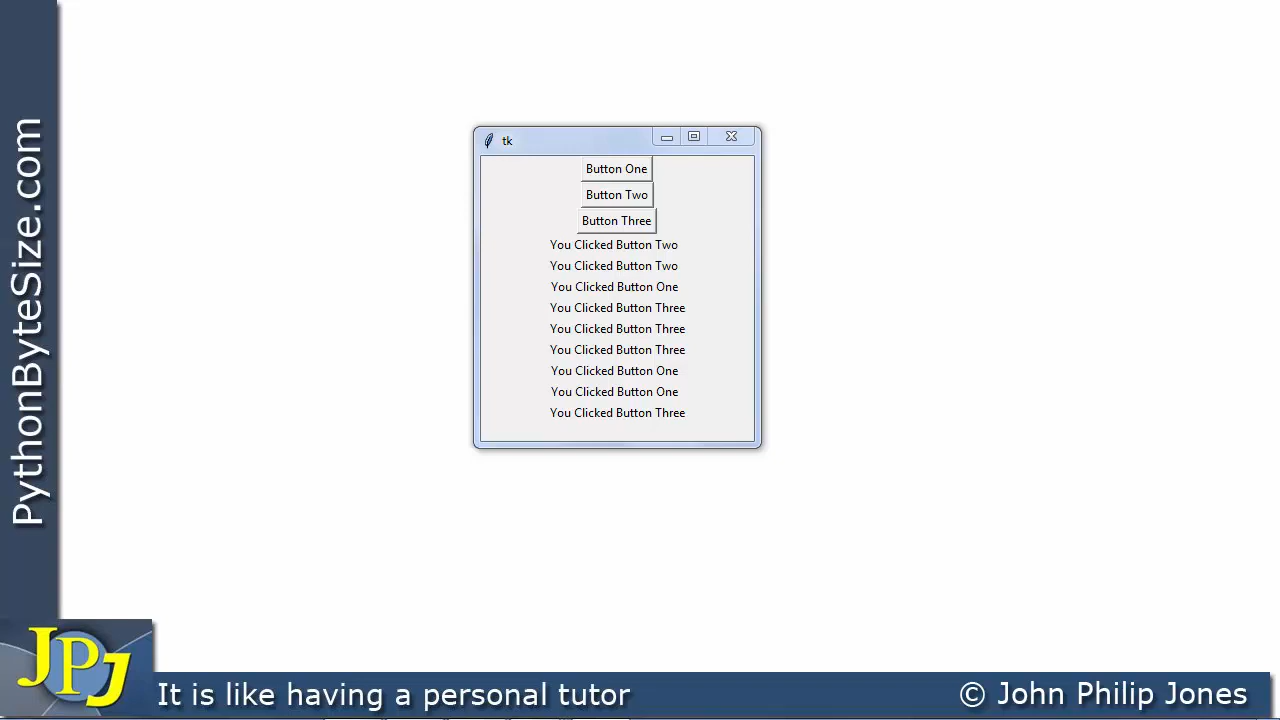 PythonByteSize.com
tk
Button One
Button Two
Button Three
You Clicked Button Two
You Clicked Button Two
You Clicked Button One
You Clicked Button Three
You Clicked Button Three
You Clicked Button Three
You Clicked Button One
You Clicked Button One
You Clicked Button Three
JPJ
It is like having a personal tutor
© John Philip Jones